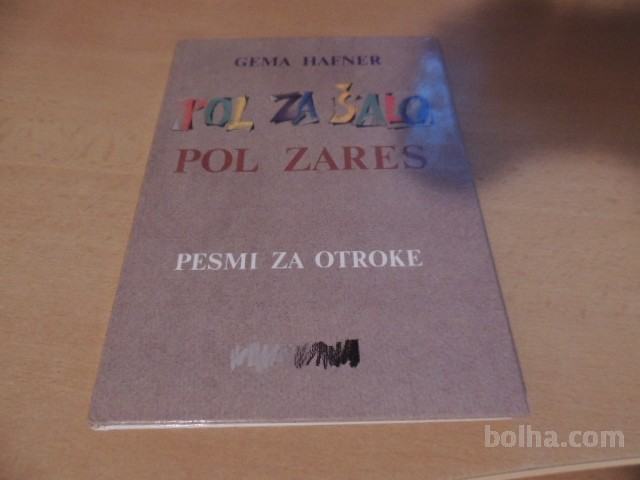 GEMA HAFNER
POL ZA ŠALO
POL ZARES
PESMI ZA OTROKE
bolha.com